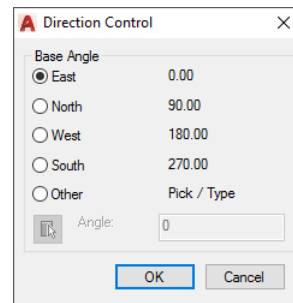 Direction Control
Base Angle
East 0.00
North 90.00
West 180.00
South 270.00
Other Pick / Type
Angle: 0
OK Cancel